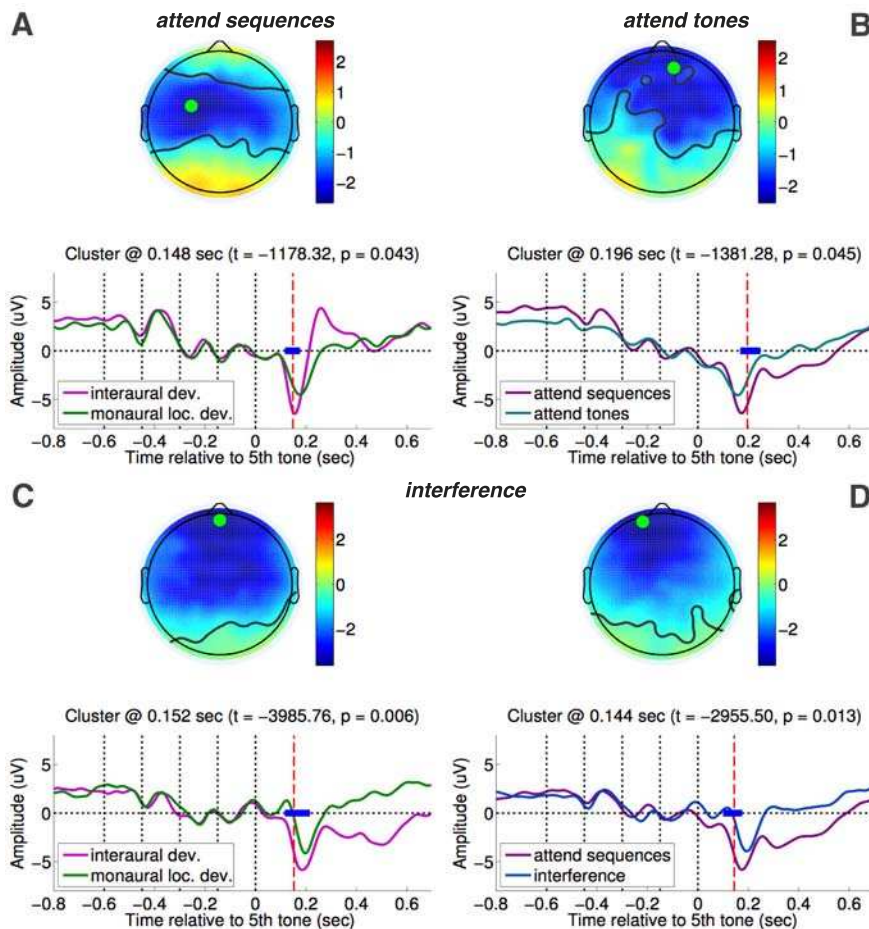 A
attend sequences
attend tones
B
2
1
0
−1
−2
2
1
0
−1
−2
Cluster @ 0.148 sec (t = −1178.32, p = 0.043)
Cluster @ 0.196 sec (t = −1381.28, p = 0.045)
Amplitude (uV)
5
0
−5
interaural dev.
monaural loc. dev.
−0.8 −0.6 −0.4 −0.2 0 0.2 0.4 0.6
Time relative to 5th tone (sec)
Amplitude (uV)
5
0
−5
attend sequences
attend tones
−0.8 −0.6 −0.4 −0.2 0 0.2 0.4 0.6
Time relative to 5th tone (sec)
C
interference
D
2
0
−2
2
0
−2
Cluster @ 0.152 sec (t = −3985.76, p = 0.006)
Cluster @ 0.144 sec (t = −2955.50, p = 0.013)
Amplitude (uV)
5
0
−5
interaural dev.
monaural loc. dev.
−0.8 −0.6 −0.4 −0.2 0 0.2 0.4 0.6
Time relative to 5th tone (sec)
Amplitude (uV)
5
0
−5
attend sequences
interference
−0.8 −0.6 −0.4 −0.2 0 0.2 0.4 0.6
Time relative to 5th tone (sec)